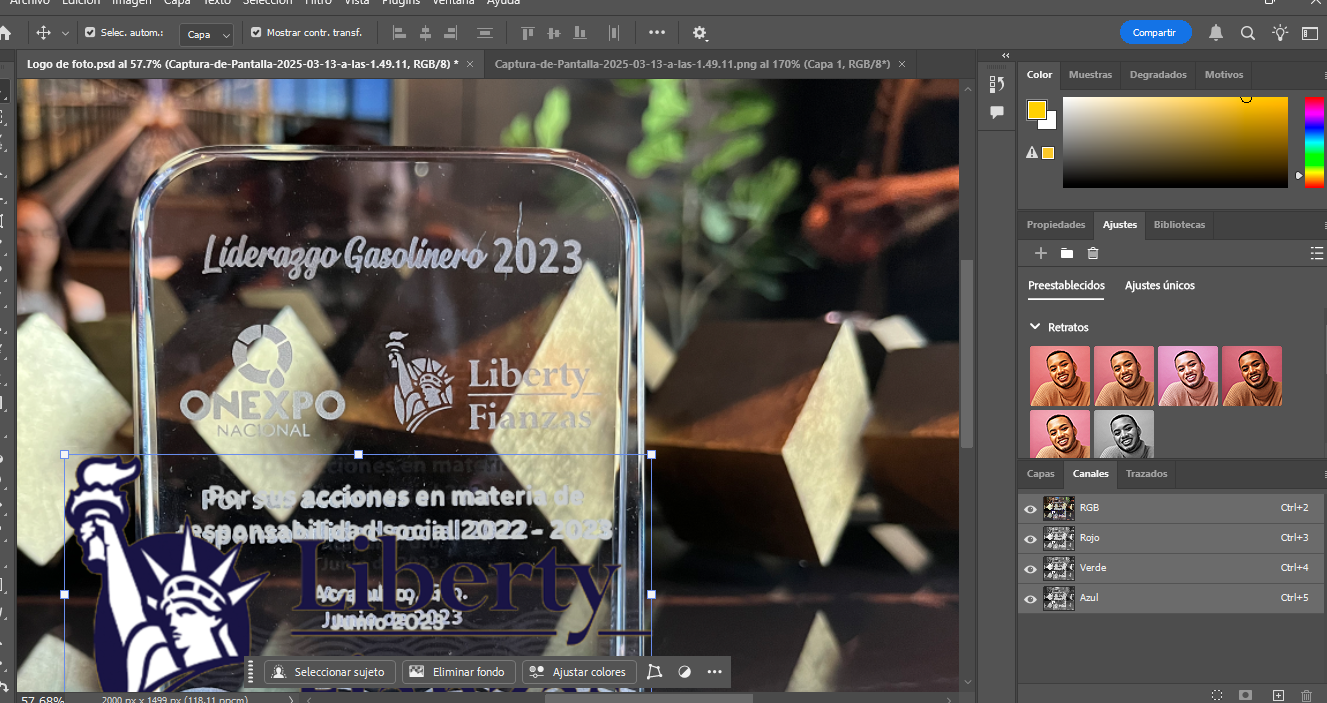 Archivo Edición Imagen Capa Texto Selección Filtro Vista Plugins Ventana Ayuda
Selec. autom.: Capa Mostrar contr. transf.
Compartir
Logo de foto.psd al 57.7% (Captura-de-Pantalla-2025-03-13-a-las-1.49.11, RGB/8) *
Captura-de-Pantalla-2025-03-13-a-las-1.49.11.png al 170% (Capa 1, RGB/8*)
Color Muestras Degradados Motivos
Propiedades Ajustes Bibliotecas
Preestablecidos Ajustes únicos
Retratos
Liderazgo Gasolinero 2023
ONEXPO
NACIONAL
Liberty
Fianzas
Por sus acciones en materia de
responsabilidad social 2022 - 2023
Liberty
Junio de 2023
Capas Canales Trazados
RGB Ctrl+2
Rojo Ctrl+3
Verde Ctrl+4
Azul Ctrl+5
Seleccionar sujeto Eliminar fondo Ajustar colores
57.68% 2000 px x 1499 px (118.11 ppcm)